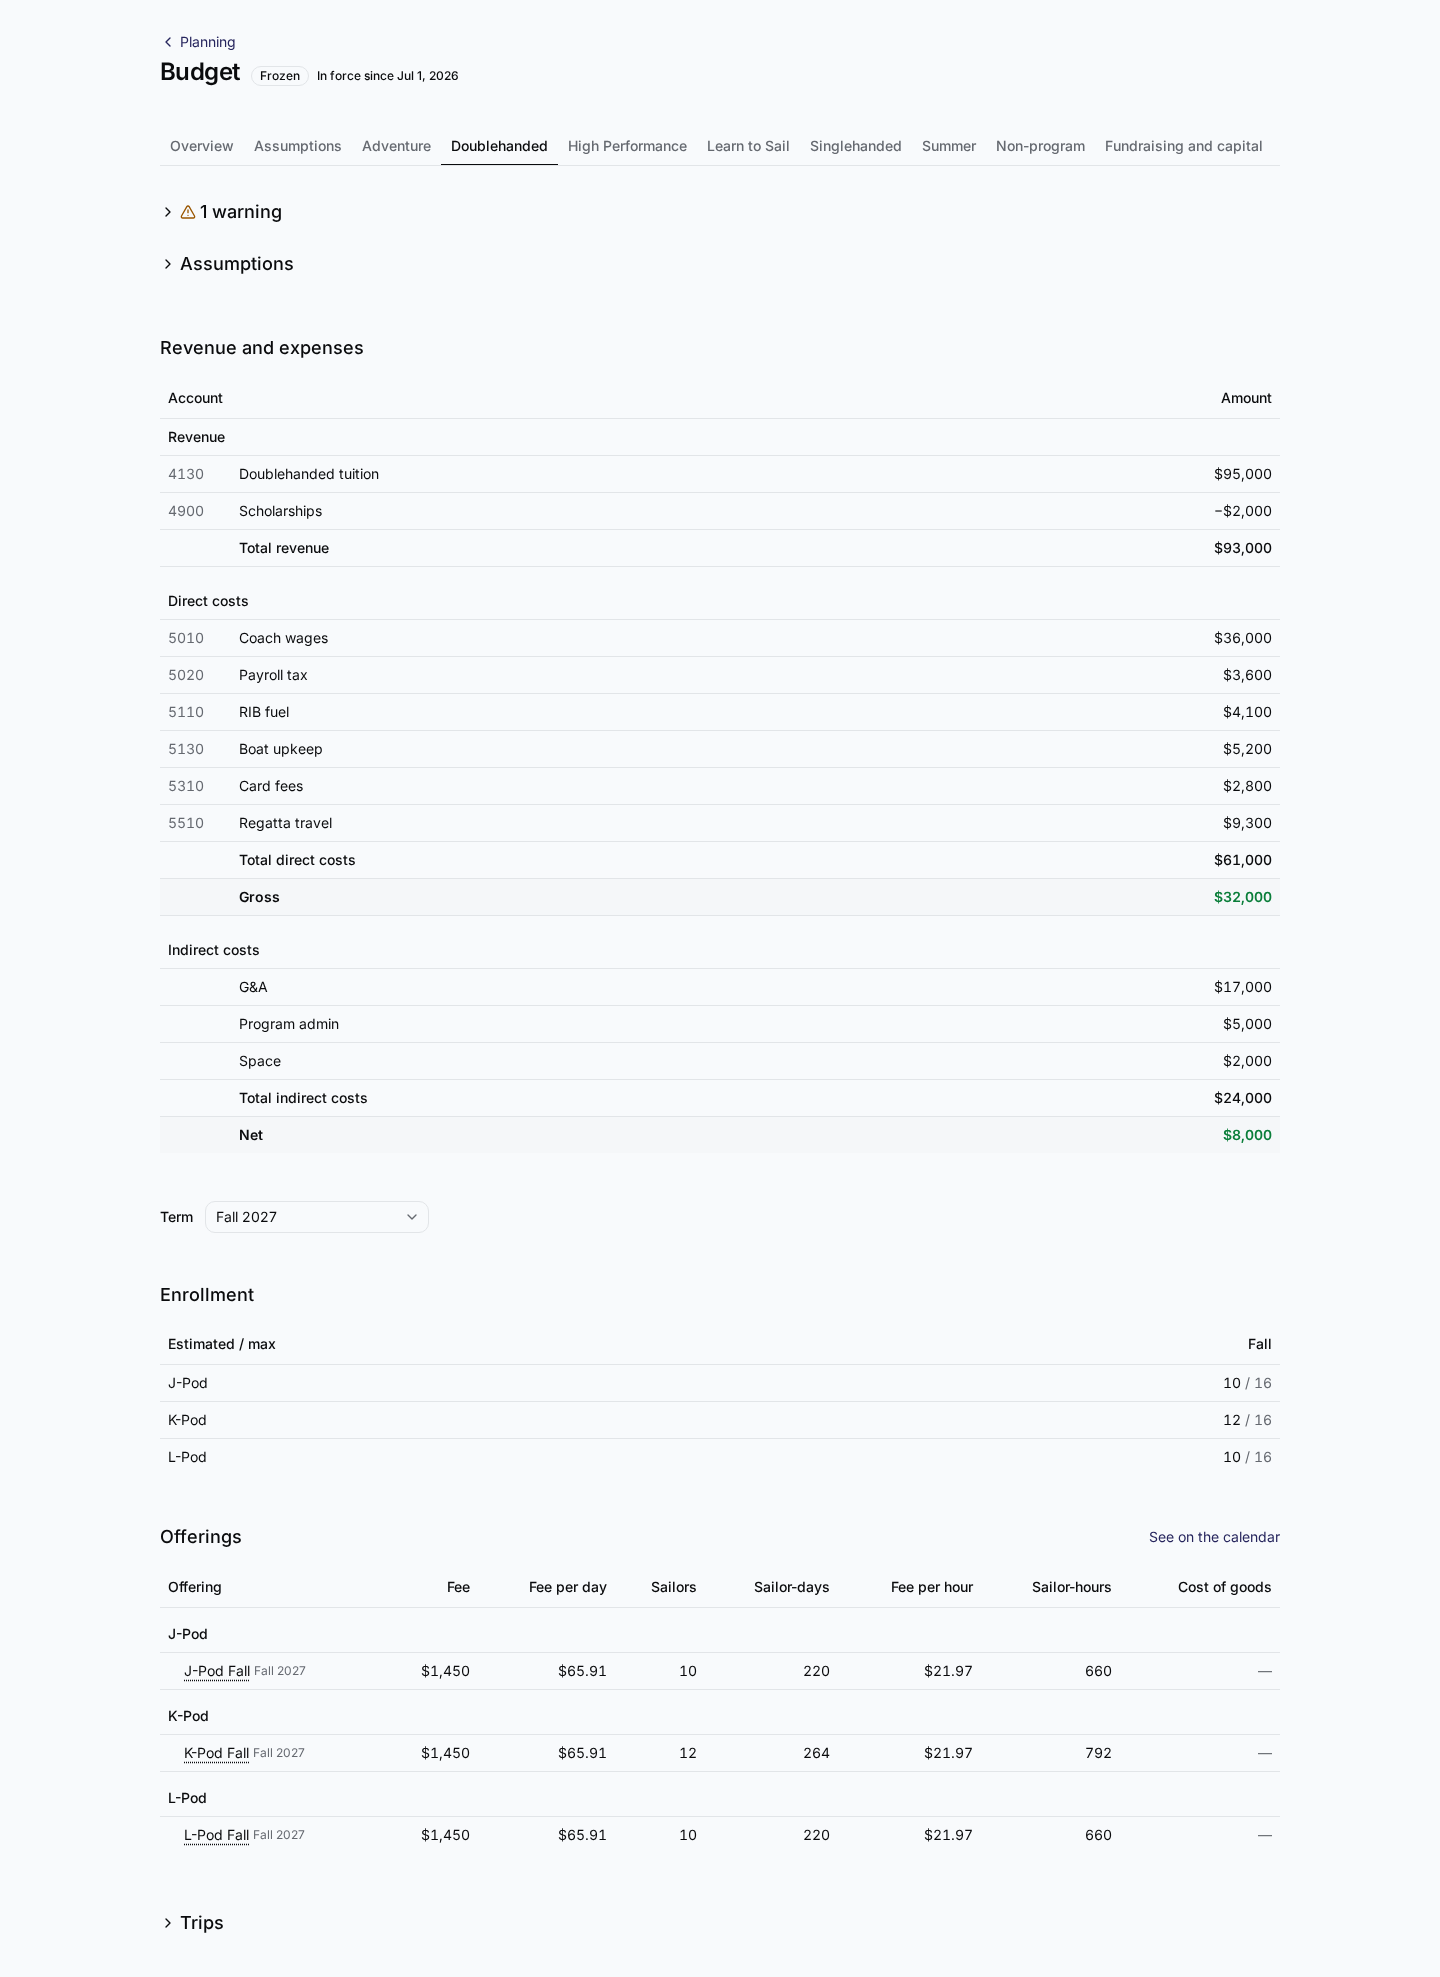 Planning
Budget Frozen In force since Jul 1, 2026
Overview Assumptions Adventure Doublehanded High Performance Learn to Sail Singlehanded Summer Non-program Fundraising and capital
1 warning
Assumptions
Revenue and expenses
Account Amount
Revenue
4130 Doublehanded tuition $95,000
4900 Scholarships −$2,000
Total revenue $93,000
Direct costs
5010 Coach wages $36,000
5020 Payroll tax $3,600
5110 RIB fuel $4,100
5130 Boat upkeep $5,200
5310 Card fees $2,800
5510 Regatta travel $9,300
Total direct costs $61,000
Gross $32,000
Indirect costs
G&A $17,000
Program admin $5,000
Space $2,000
Total indirect costs $24,000
Net $8,000
Term Fall 2027
Enrollment
Estimated / max Fall
J-Pod 10 / 16
K-Pod 12 / 16
L-Pod 10 / 16
Offerings See on the calendar
Offering Fee Fee per day Sailors Sailor-days Fee per hour Sailor-hours Cost of goods
J-Pod
J-Pod Fall Fall 2027 $1,450 $65.91 10 220 $21.97 660 —
K-Pod
K-Pod Fall Fall 2027 $1,450 $65.91 12 264 $21.97 792 —
L-Pod
L-Pod Fall Fall 2027 $1,450 $65.91 10 220 $21.97 660 —
Trips